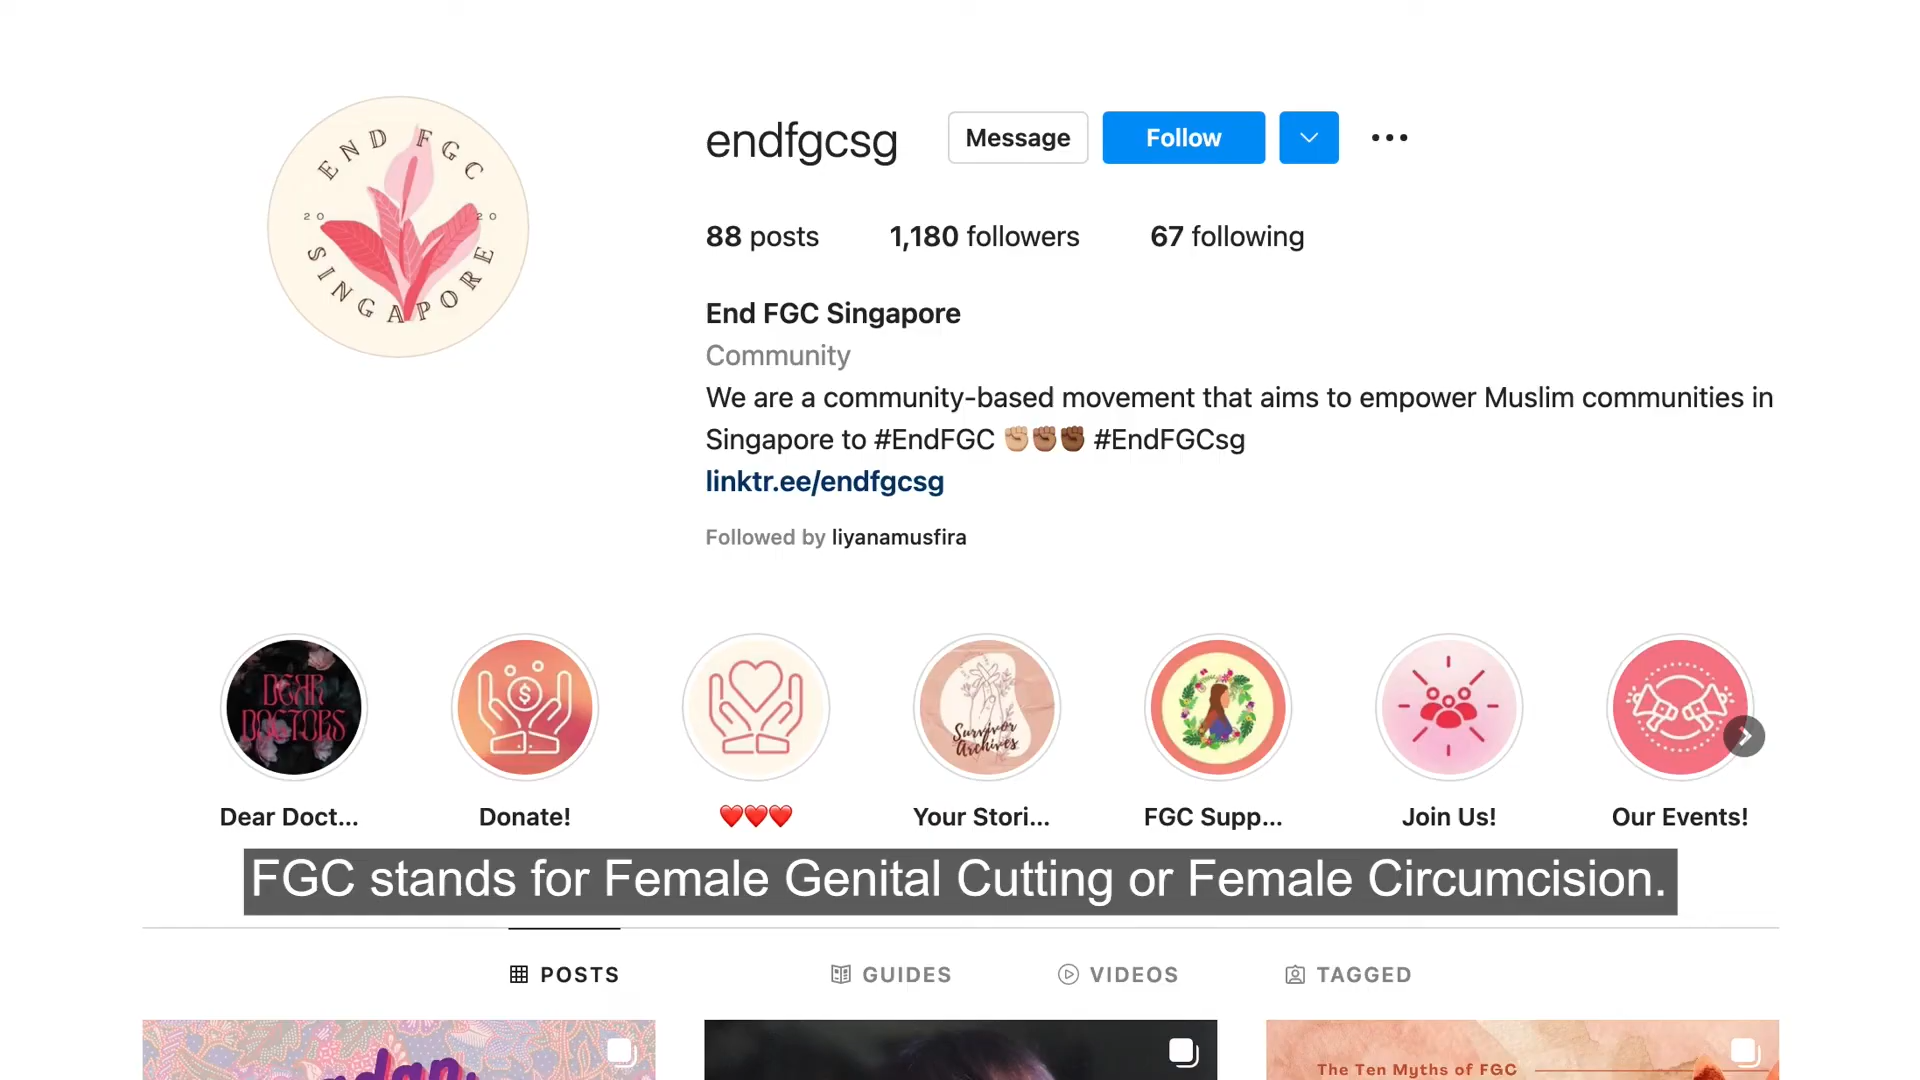 END FGC
20 20
SINGAPORE
endfgcsg
Message
Follow
88 posts
1,180 followers
67 following
End FGC Singapore
Community
We are a community-based movement that aims to empower Muslim communities in
Singapore to #EndFGC ✊🏼✊🏽✊🏾 #EndFGCsg
linktr.ee/endfgcsg
Followed by liyanamusfira
DEAR
DOCTORS
$
Survivor
Archives
Dear Doct...
Donate!
❤️❤️❤️
Your Stori...
FGC Supp...
Join Us!
Our Events!
FGC stands for Female Genital Cutting or Female Circumcision.
POSTS
GUIDES
VIDEOS
TAGGED
The Ten Myths of FGC